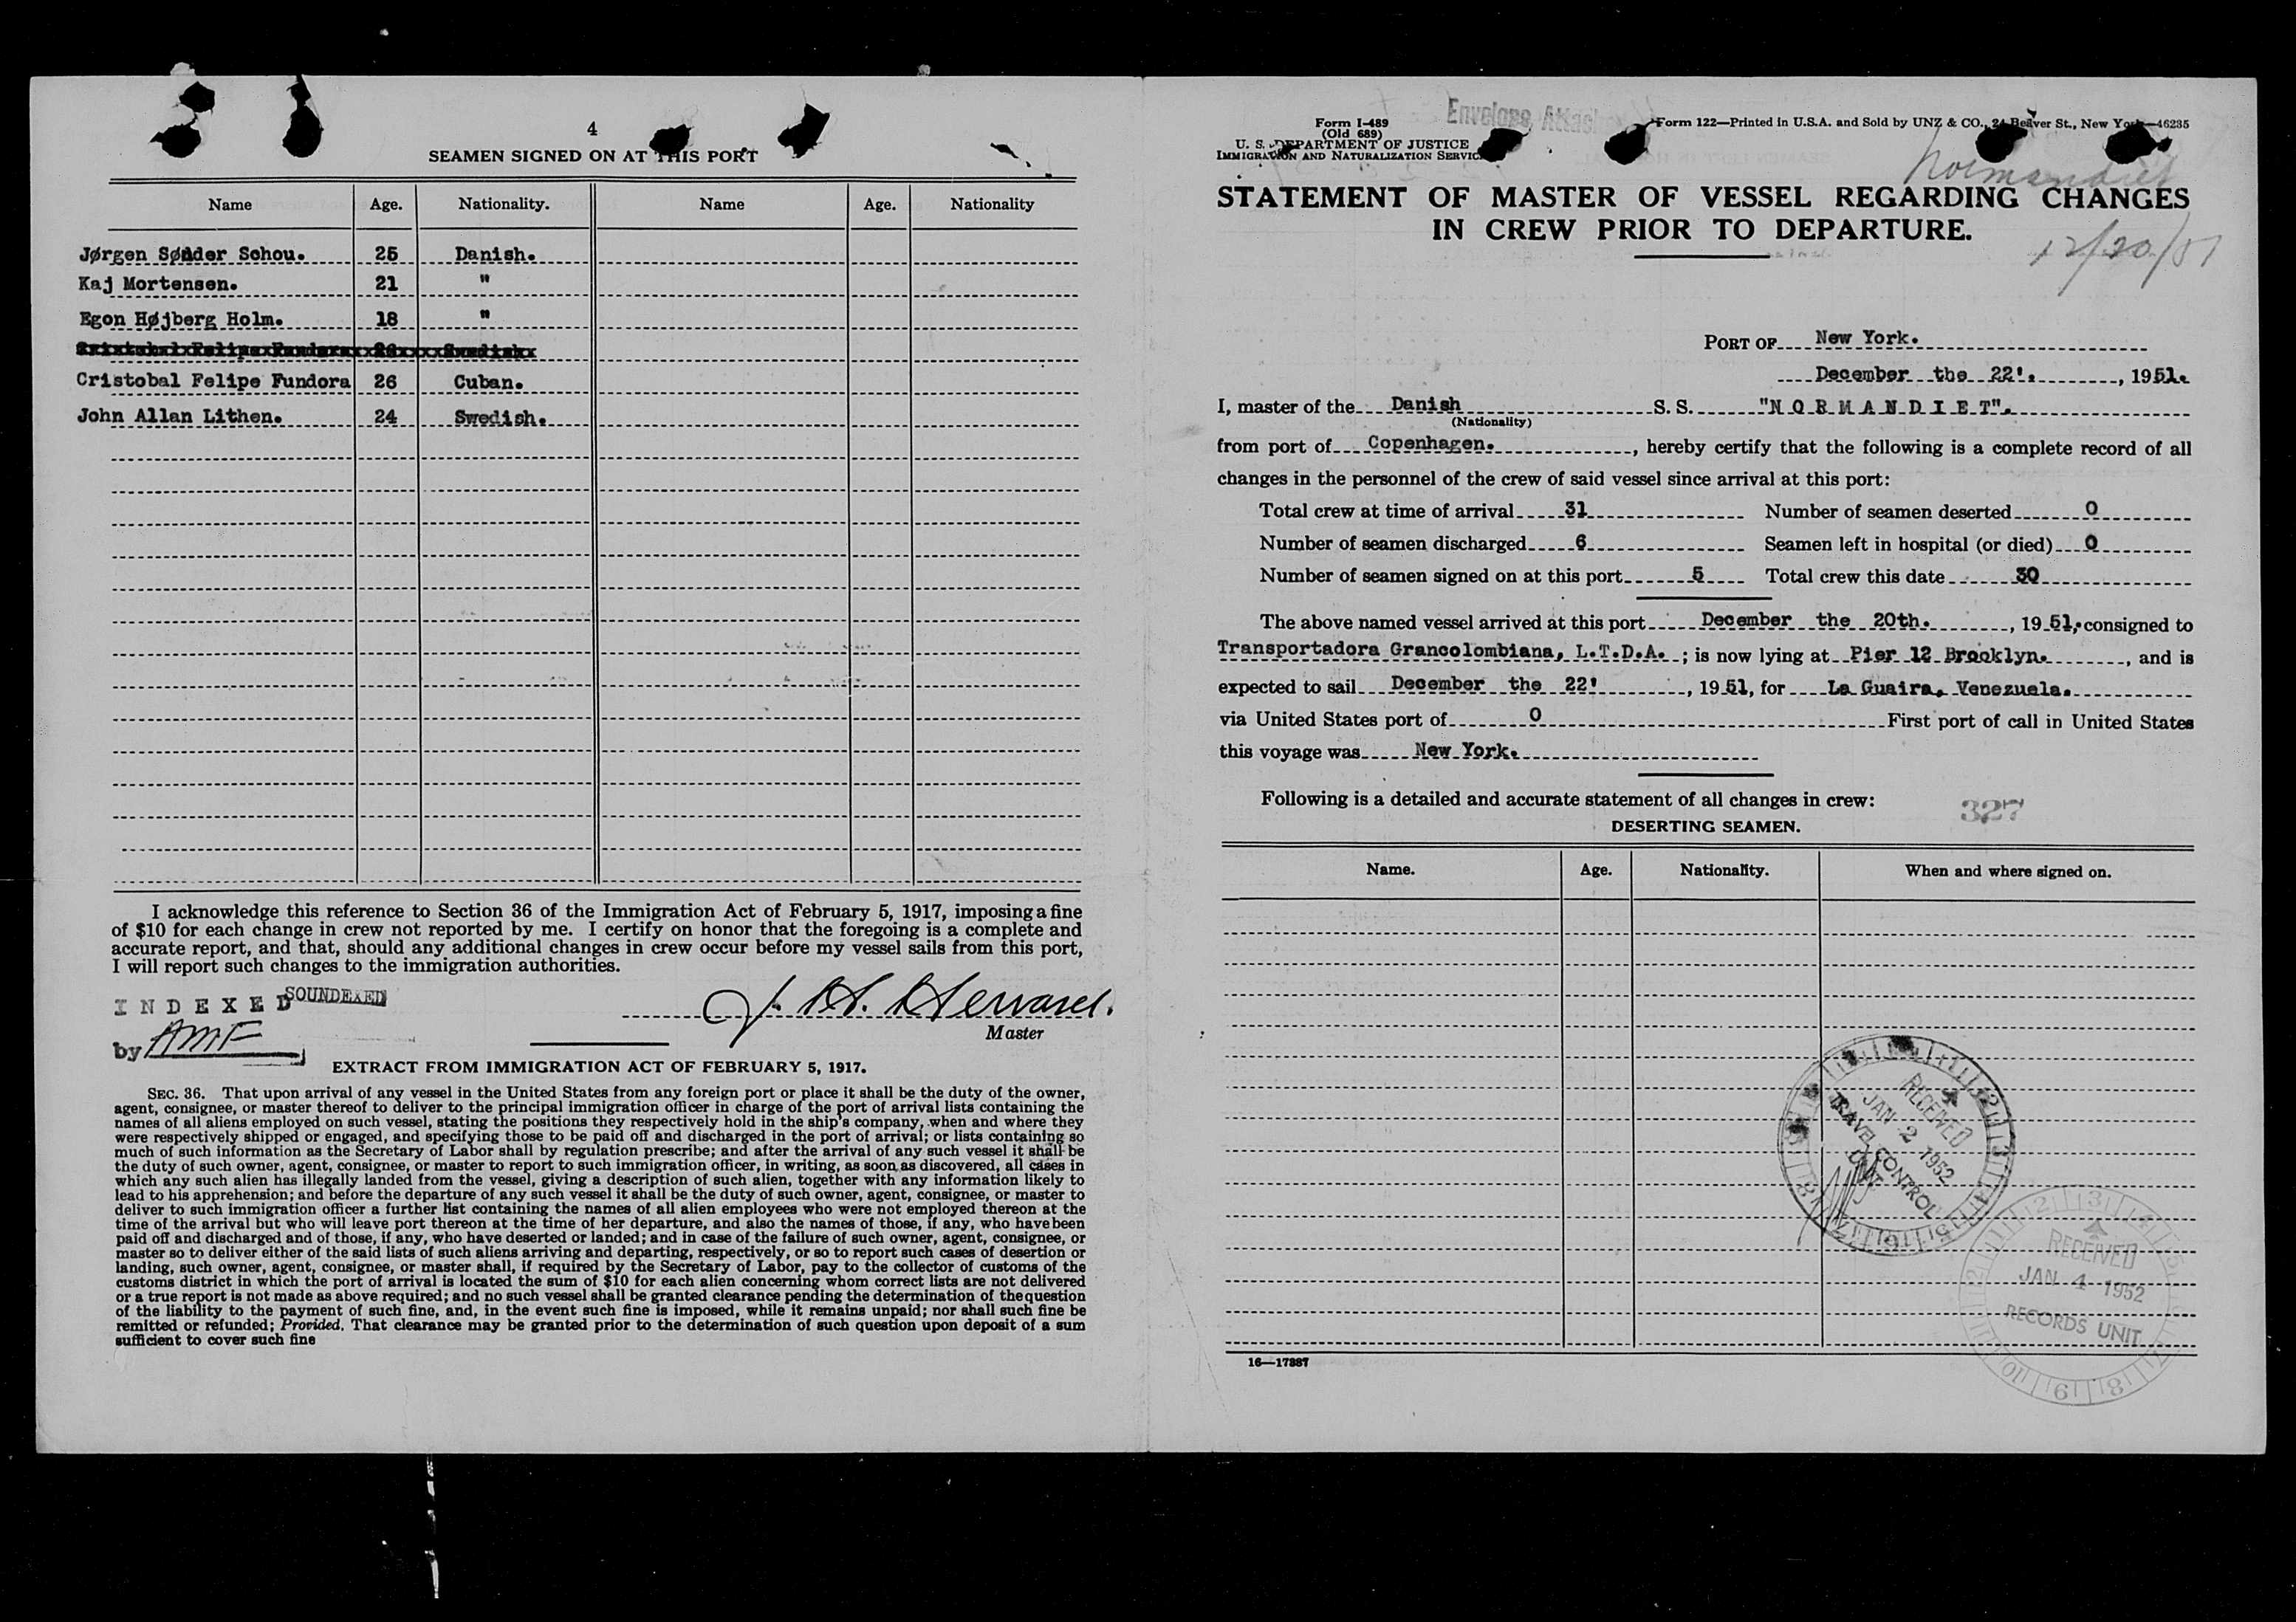 4
SEAMEN SIGNED ON AT THIS PORT
Name Age. Nationality. Name Age. Nationality
Jørgen Sønder Schou. 25 Danish.
Kaj Mortensen. 21 "
Egon Højberg Holm. 18 "
Cristobal Felipe Fundora 26 Cuban.
John Allan Lithen. 24 Swedish.
I acknowledge this reference to Section 36 of the Immigration Act of February 5, 1917, imposing a fine
of $10 for each change in crew not reported by me. I certify on honor that the foregoing is a complete and
accurate report, and that, should any additional changes in crew occur before my vessel sails from this port,
I will report such changes to the immigration authorities.
INDEXED SOUNDEXED
by AMF
Master
EXTRACT FROM IMMIGRATION ACT OF FEBRUARY 5, 1917.
SEC. 36. That upon arrival of any vessel in the United States from any foreign port or place it shall be the duty of the owner,
agent, consignee, or master thereof to deliver to the principal immigration officer in charge of the port of arrival lists containing the
names of all aliens employed on such vessel, stating the positions they respectively hold in the ship's company, when and where they
were respectively shipped or engaged, and specifying those to be paid off and discharged in the port of arrival; or lists containing so
much of such information as the Secretary of Labor shall by regulation prescribe; and after the arrival of any such vessel it shall be
the duty of such owner, agent, consignee, or master to report to such immigration officer, in writing, as soon as discovered, all cases in
which any such alien has illegally landed from the vessel, giving a description of such alien, together with any information likely to
lead to his apprehension; and before the departure of any such vessel it shall be the duty of such owner, agent, consignee, or master to
deliver to such immigration officer a further list containing the names of all alien employees who were not employed thereon at the
time of the arrival but who will leave port thereon at the time of her departure, and also the names of those, if any, who have been
paid off and discharged and of those, if any, who have deserted or landed; and in case of the failure of such owner, agent, consignee, or
master so to deliver either of the said lists of such aliens arriving and departing, respectively, or so to report such cases of desertion or
landing, such owner, agent, consignee, or master shall, if required by the Secretary of Labor, pay to the collector of customs of the
customs district in which the port of arrival is located the sum of $10 for each alien concerning whom correct lists are not delivered
or a true report is not made as above required; and no such vessel shall be granted clearance pending the determination of the question
of the liability to the payment of such fine, and, in the event such fine is imposed, while it remains unpaid; nor shall such fine be
remitted or refunded; Provided, That clearance may be granted prior to the determination of such question upon deposit of a sum
sufficient to cover such fine
Envelope Attac
Form I-489
(Old 689)
U. S. DEPARTMENT OF JUSTICE
IMMIGRATION AND NATURALIZATION SERVICE
Form 122—Printed in U.S.A. and Sold by UNZ & CO., 24 Beaver St., New York—46235
Normandiet
STATEMENT OF MASTER OF VESSEL REGARDING CHANGES
IN CREW PRIOR TO DEPARTURE.
12/20/51
PORT OF New York.
December the 22'., 1951.
I, master of the Danish S. S. "NORMANDIET".
(Nationality)
from port of Copenhagen., hereby certify that the following is a complete record of all
changes in the personnel of the crew of said vessel since arrival at this port:
Total crew at time of arrival 31 Number of seamen deserted 0
Number of seamen discharged 6 Seamen left in hospital (or died) 0
Number of seamen signed on at this port 5 Total crew this date 30
The above named vessel arrived at this port December the 20th., 1951, consigned to
Transportadora Grancolombiana, L.T.D.A. ; is now lying at Pier 12 Brooklyn., and is
expected to sail December the 22', 1951, for La Guaira, Venezuela.
via United States port of 0 First port of call in United States
this voyage was New York.
Following is a detailed and accurate statement of all changes in crew:
327
DESERTING SEAMEN.
Name. Age. Nationality. When and where signed on.
RECEIVED
JAN 2 1952
TRAVEL CONTROL
UNIT
RECEIVED
JAN 4 1952
RECORDS UNIT
16—17887